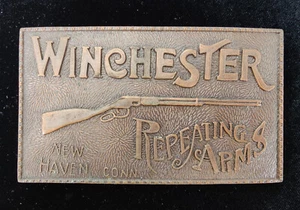 WINCHESTER
REPEATING
ARMS
NEW
HAVEN CONN.